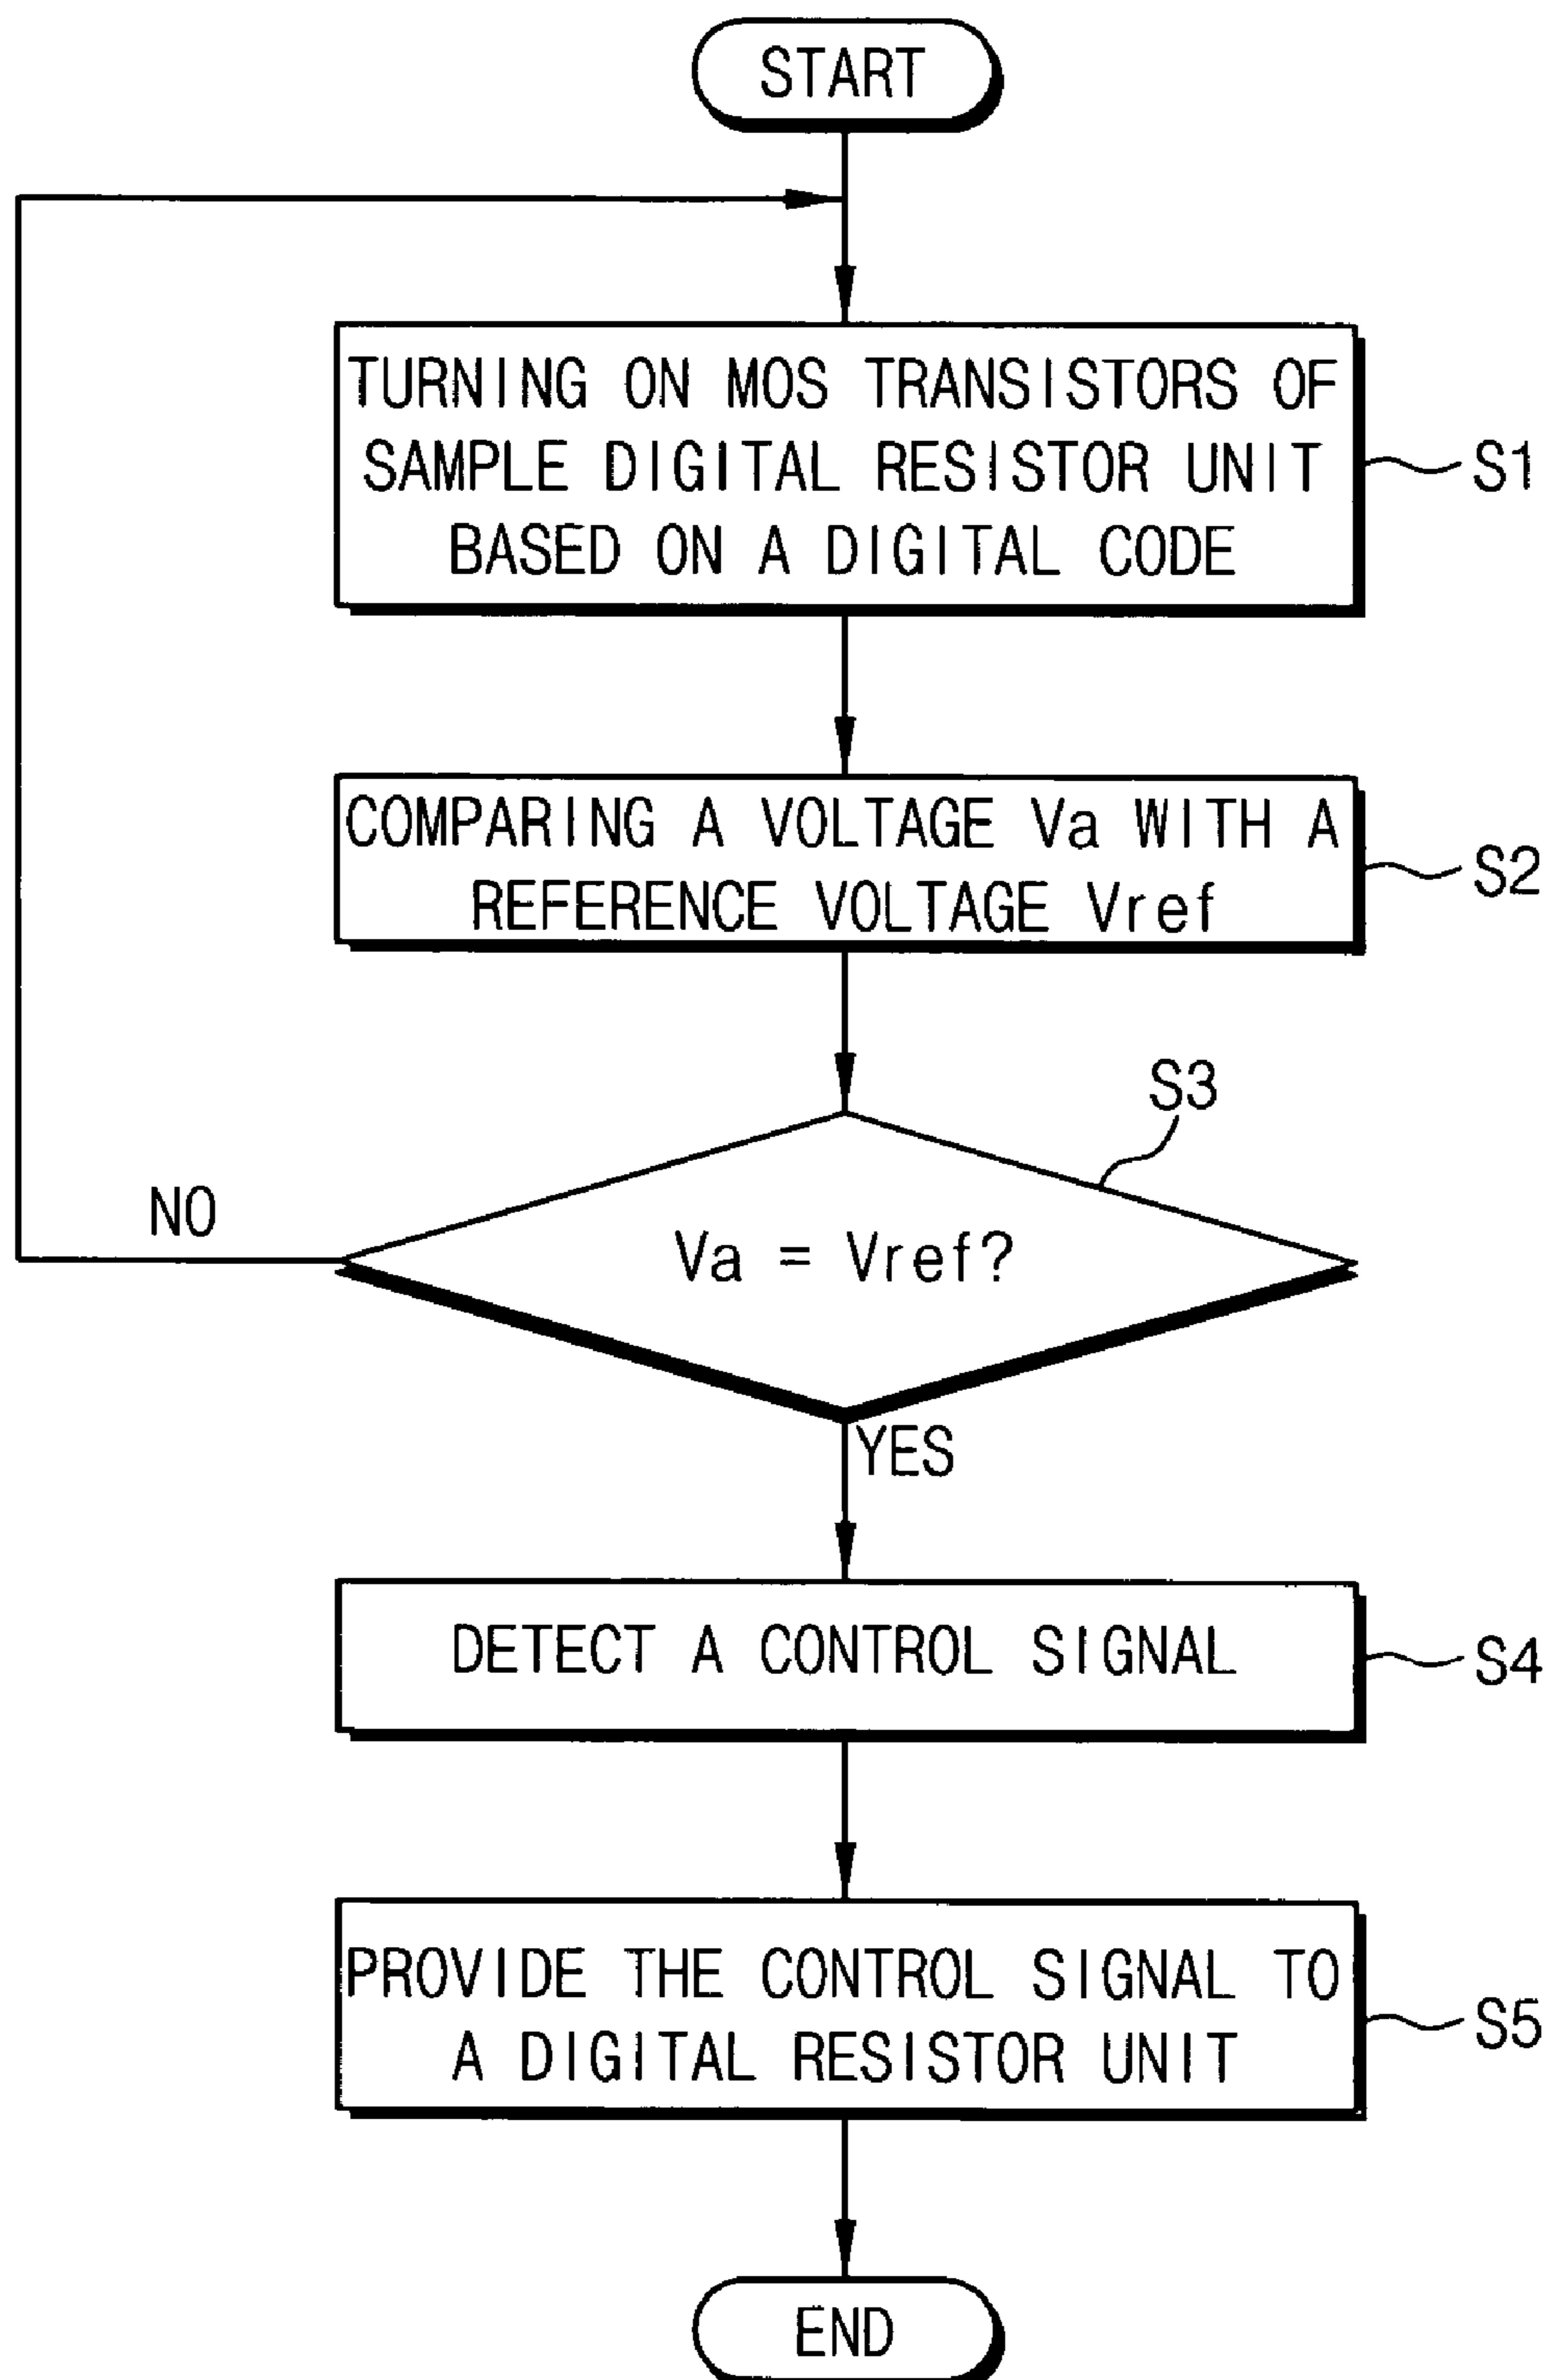 START
TURNING ON MOS TRANSISTORS OF
SAMPLE DIGITAL RESISTOR UNIT
BASED ON A DIGITAL CODE
S1
COMPARING A VOLTAGE Va WITH A
REFERENCE VOLTAGE Vref
S2
S3
NO
Va = Vref?
YES
DETECT A CONTROL SIGNAL
S4
PROVIDE THE CONTROL SIGNAL TO
A DIGITAL RESISTOR UNIT
S5
END